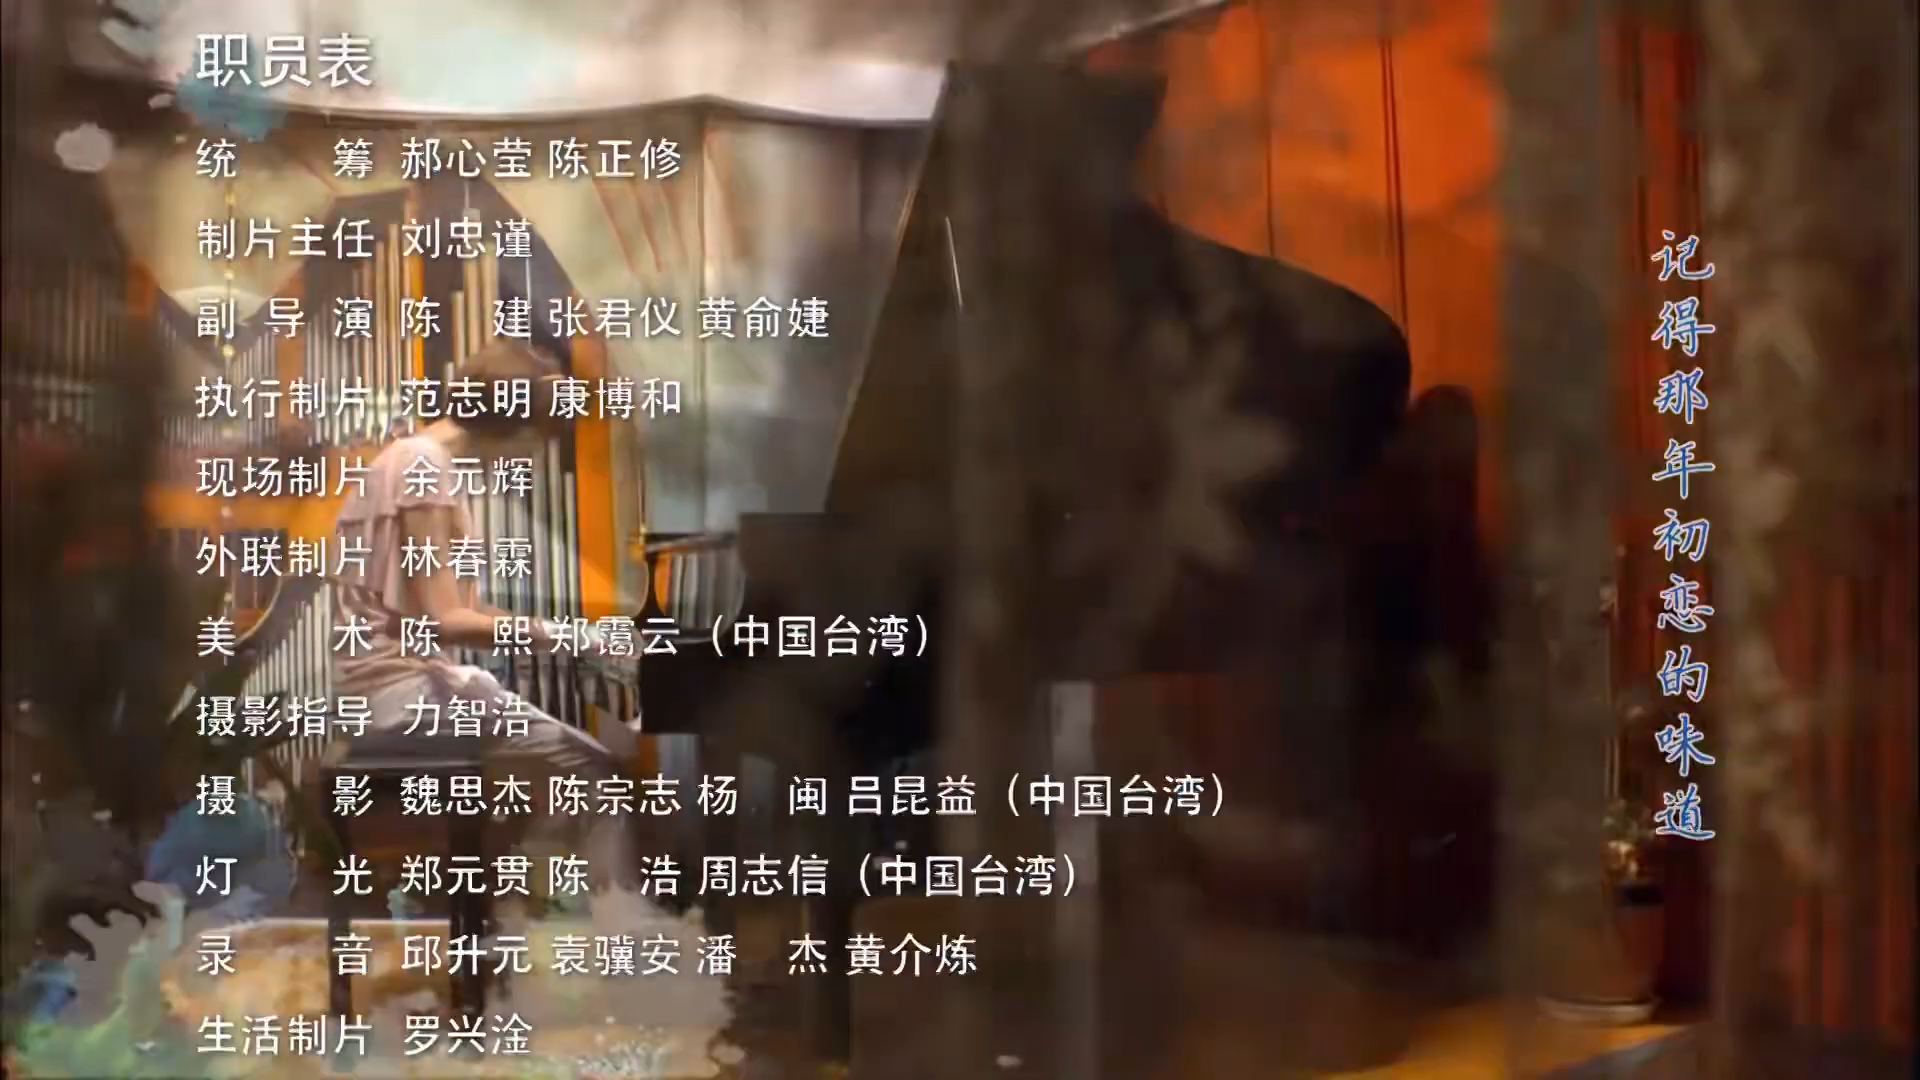 职员表
统 筹 郝心莹 陈正修
制片主任 刘忠谨
副导演 陈 建 张君仪 黄俞婕
执行制片 范志明 康博和
现场制片 余元辉
外联制片 林春霖
美 术 陈 熙 郑霭云（中国台湾）
摄影指导 力智浩
摄 影 魏思杰 陈宗志 杨 闽 吕昆益（中国台湾）
灯 光 郑元贯 陈 浩 周志信（中国台湾）
录 音 邱升元 袁骥安 潘 杰 黄介炼
生活制片 罗兴淦
记得那年初恋的味道